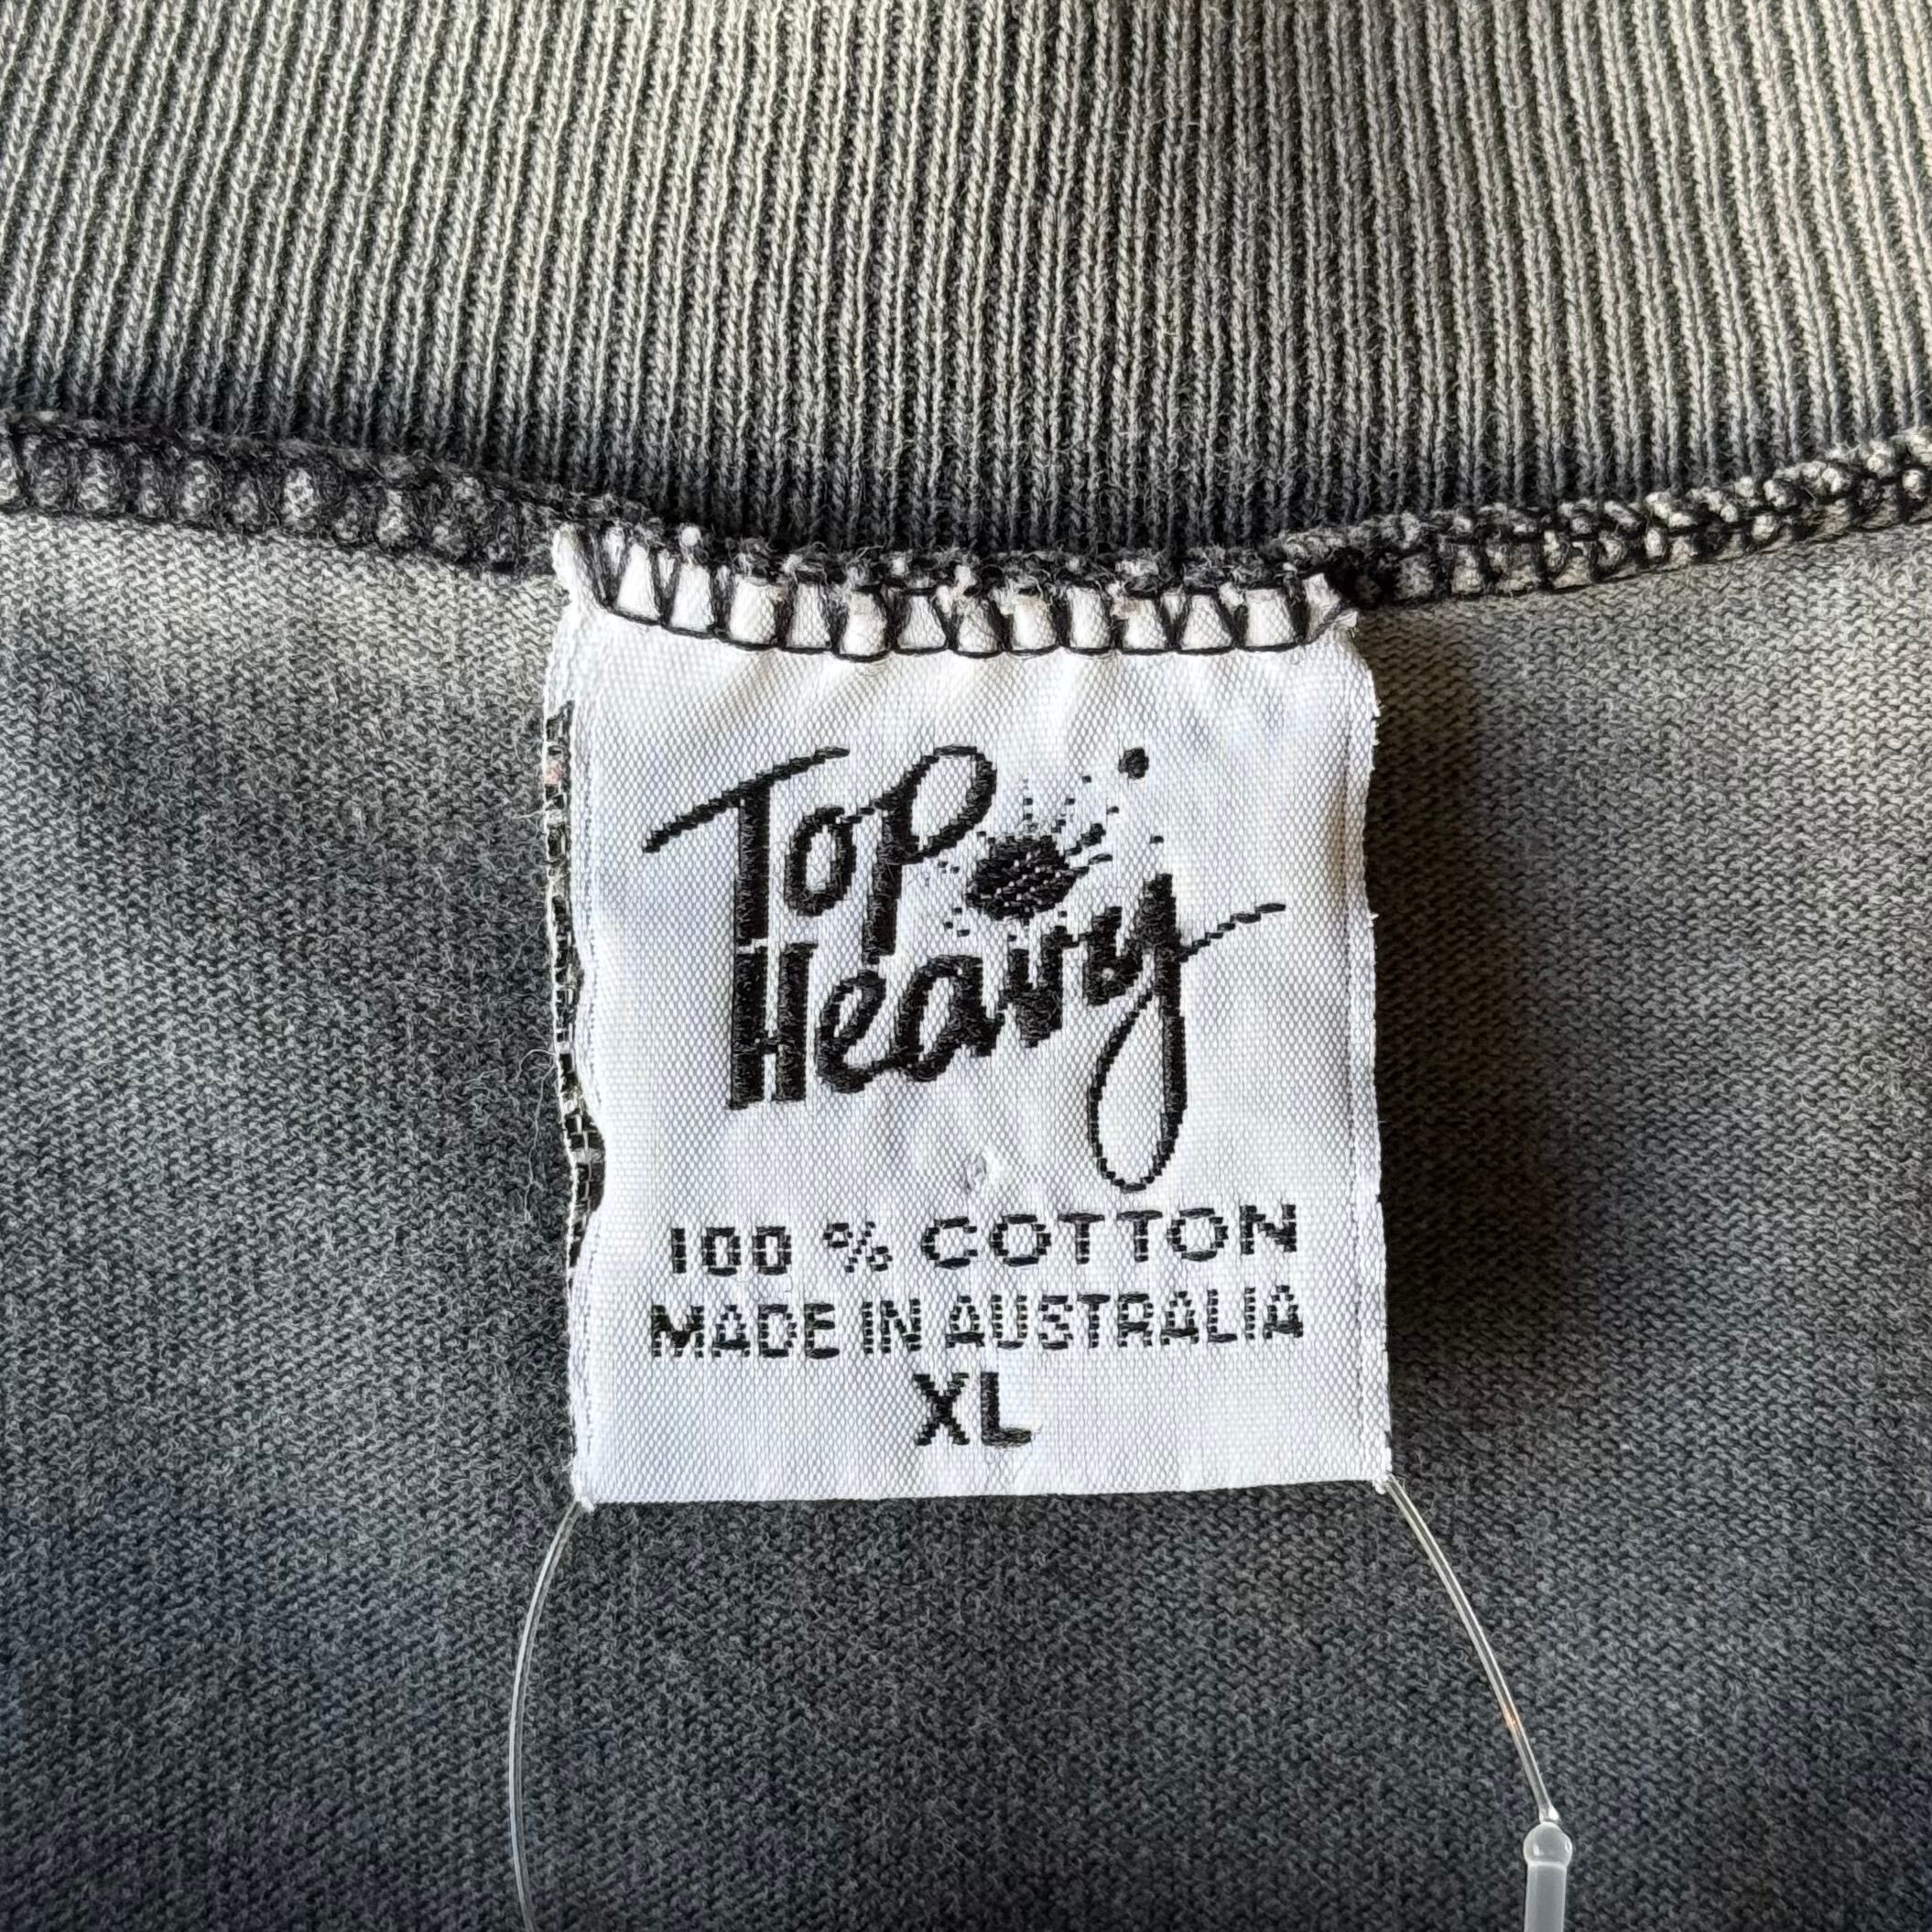 Top
Heavy
100 % COTTON
MADE IN AUSTRALIA
XL